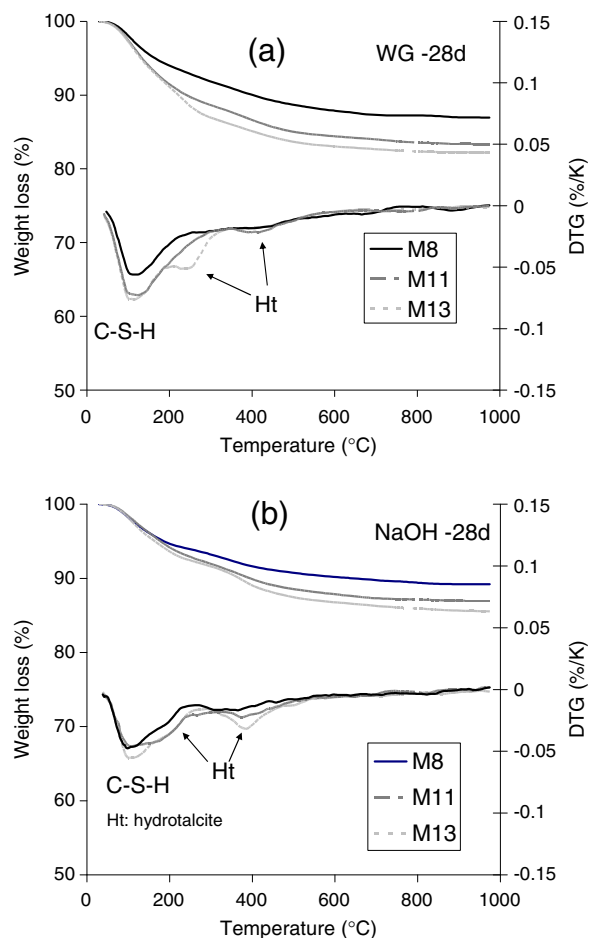 100
90
80
70
60
50
Weight loss (%)
0.15
0.1
0.05
0
-0.05
-0.1
-0.15
DTG (%/K)
(a)
WG -28d
M8
M11
M13
Ht
C-S-H
0
200
400
600
800
1000
Temperature (°C)
100
90
80
70
60
50
Weight loss (%)
0.15
0.1
0.05
0
-0.05
-0.1
-0.15
DTG (%/K)
(b)
NaOH -28d
M8
M11
M13
Ht
C-S-H
Ht: hydrotalcite
0
200
400
600
800
1000
Temperature (°C)